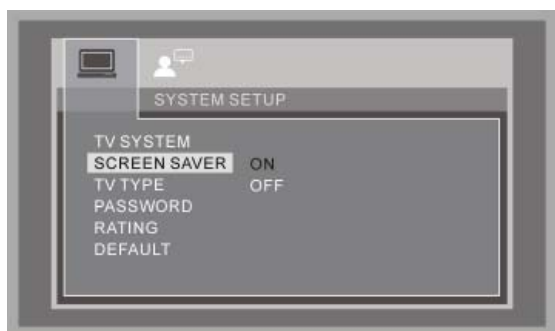 SYSTEM SETUP
TV SYSTEM
SCREEN SAVER ON
TV TYPE OFF
PASSWORD
RATING
DEFAULT